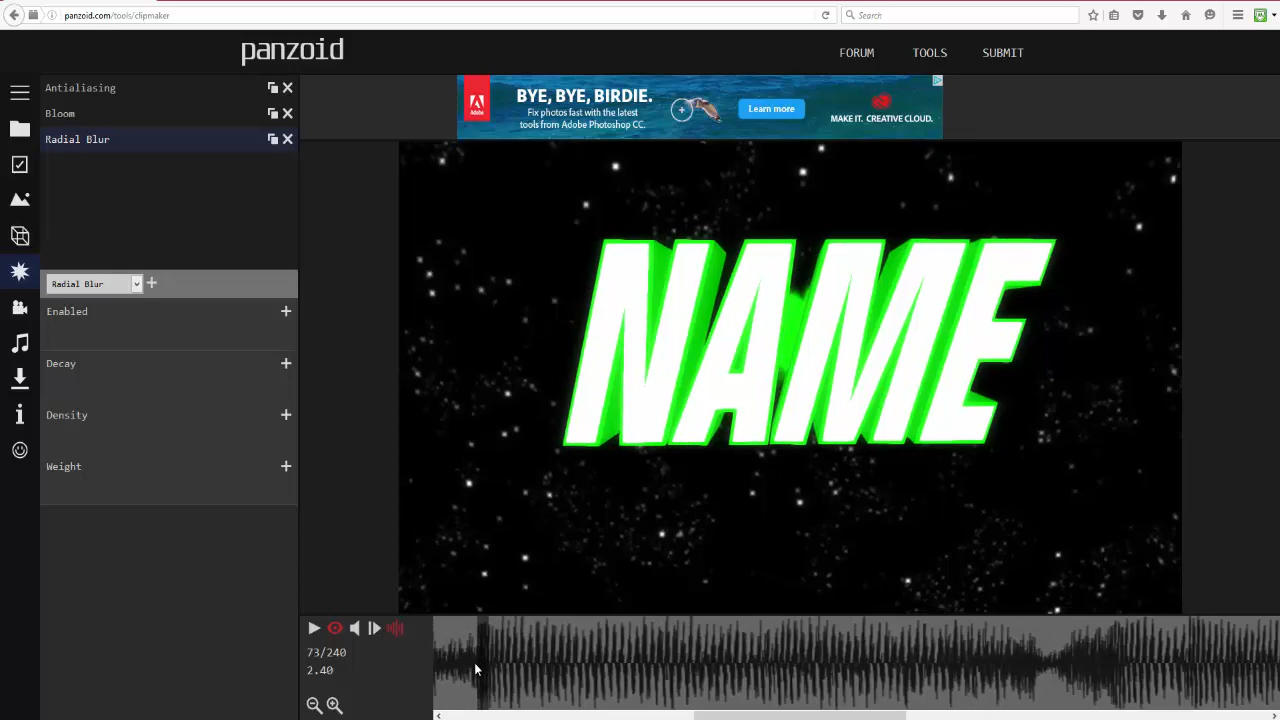 panzoid.com/tools/clipmaker
Search
panzoid
FORUM
TOOLS
SUBMIT
Antialiasing
Bloom
Radial Blur
BYE, BYE, BIRDIE.
Fix photos fast with the latest
tools from Adobe Photoshop CC.
Learn more
MAKE IT. CREATIVE CLOUD.
Adobe
NAME
Radial Blur
Enabled
Decay
Density
Weight
73/240
2.40